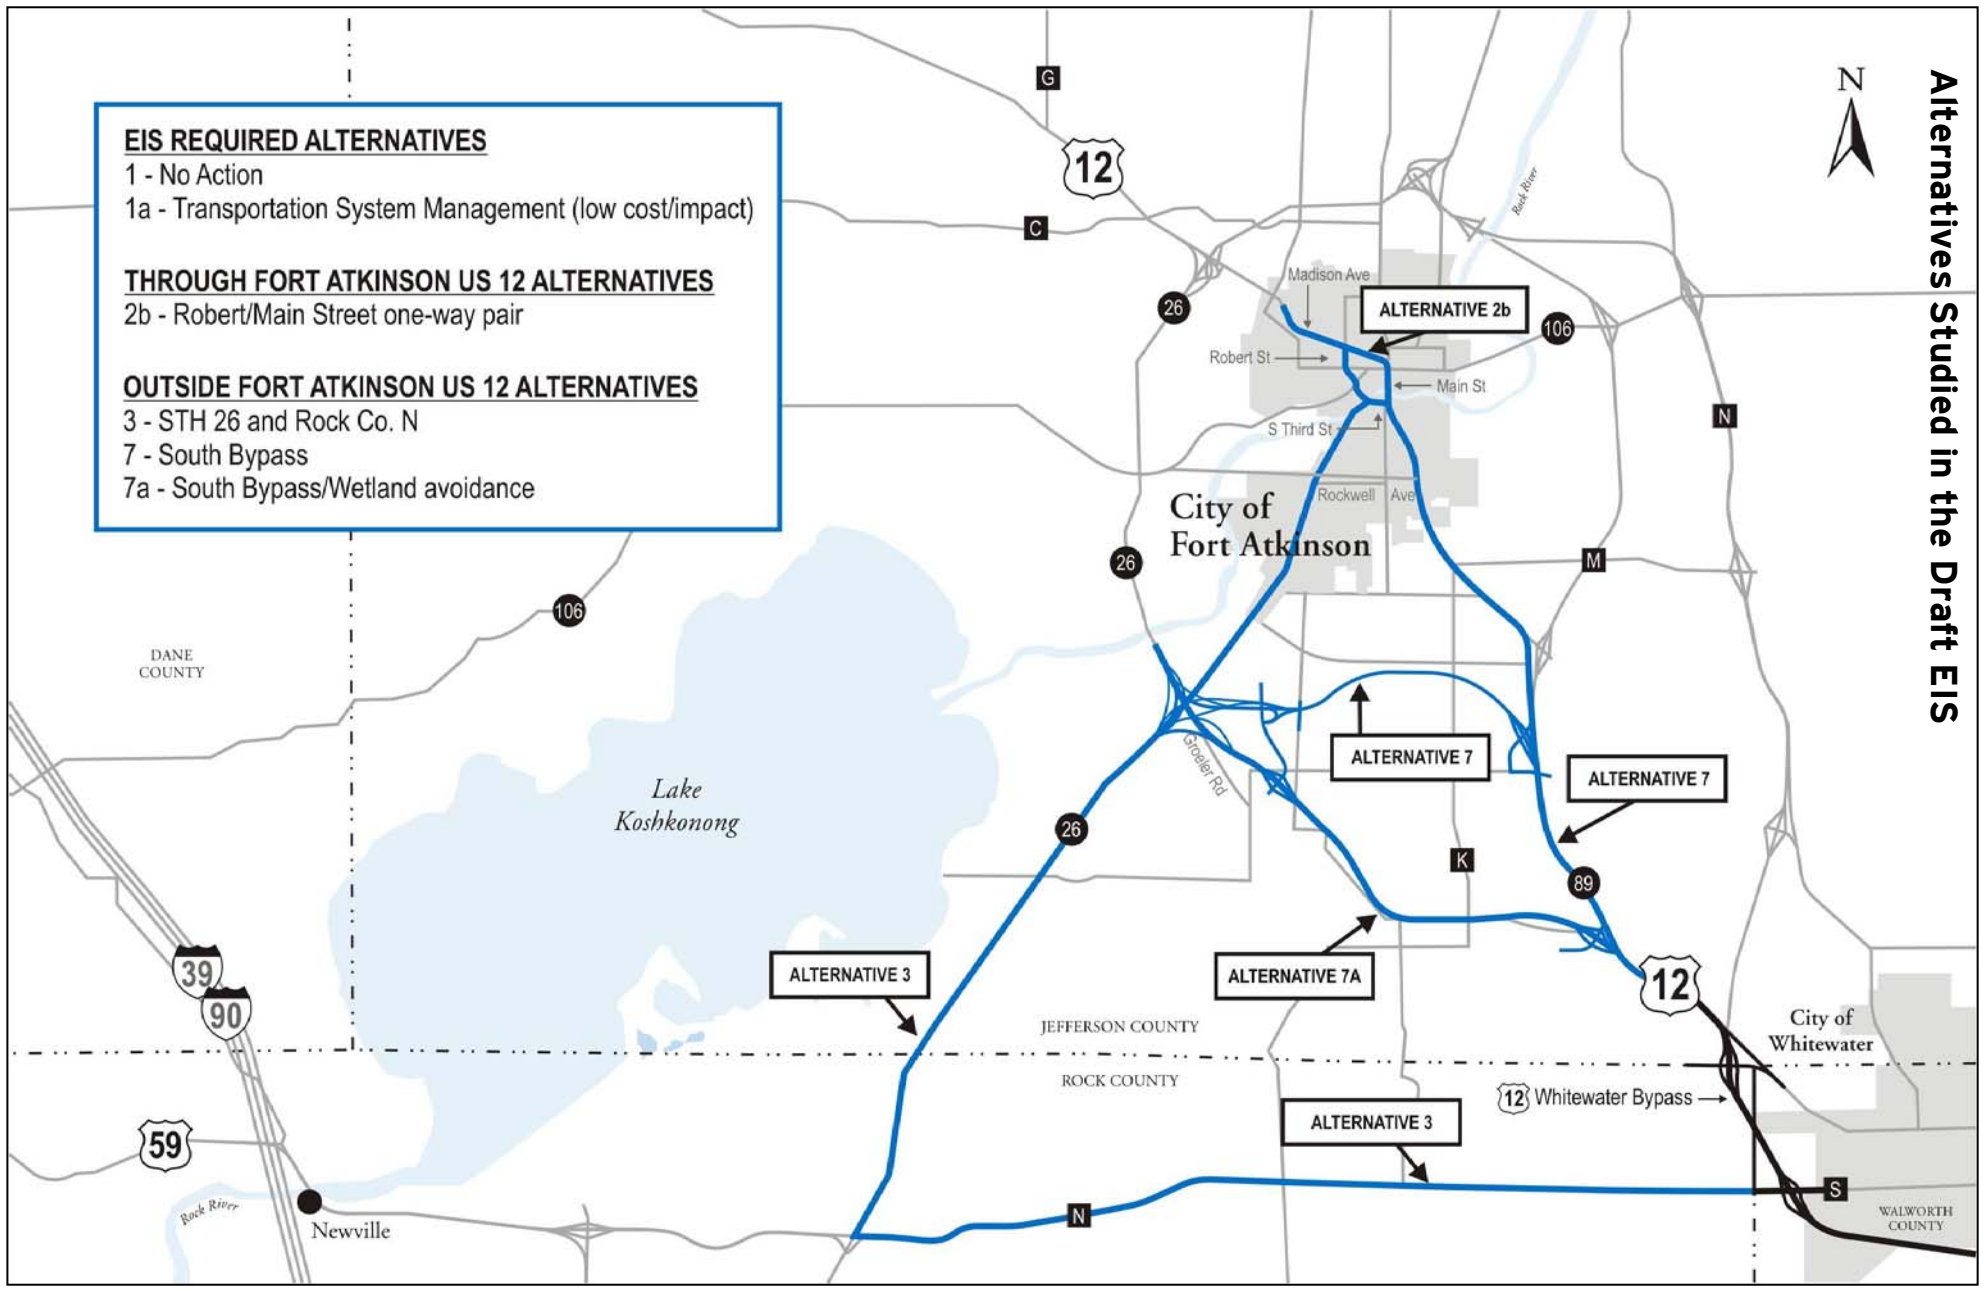 Alternatives Studied in the Draft EIS
N
EIS REQUIRED ALTERNATIVES
1 - No Action
1a - Transportation System Management (low cost/impact)
THROUGH FORT ATKINSON US 12 ALTERNATIVES
2b - Robert/Main Street one-way pair
OUTSIDE FORT ATKINSON US 12 ALTERNATIVES
3 - STH 26 and Rock Co. N
7 - South Bypass
7a - South Bypass/Wetland avoidance
G
12
C
Rock River
26
Madison Ave
ALTERNATIVE 2b
106
Robert St
Main St
S Third St
N
Rockwell Ave
City of
Fort Atkinson
26
M
106
DANE
COUNTY
Groeler Rd
ALTERNATIVE 7
ALTERNATIVE 7
Lake
Koshkonong
26
K
89
39
90
ALTERNATIVE 3
ALTERNATIVE 7A
12
City of
Whitewater
JEFFERSON COUNTY
ROCK COUNTY
12 Whitewater Bypass
ALTERNATIVE 3
59
Rock River
Newville
N
S
WALWORTH
COUNTY